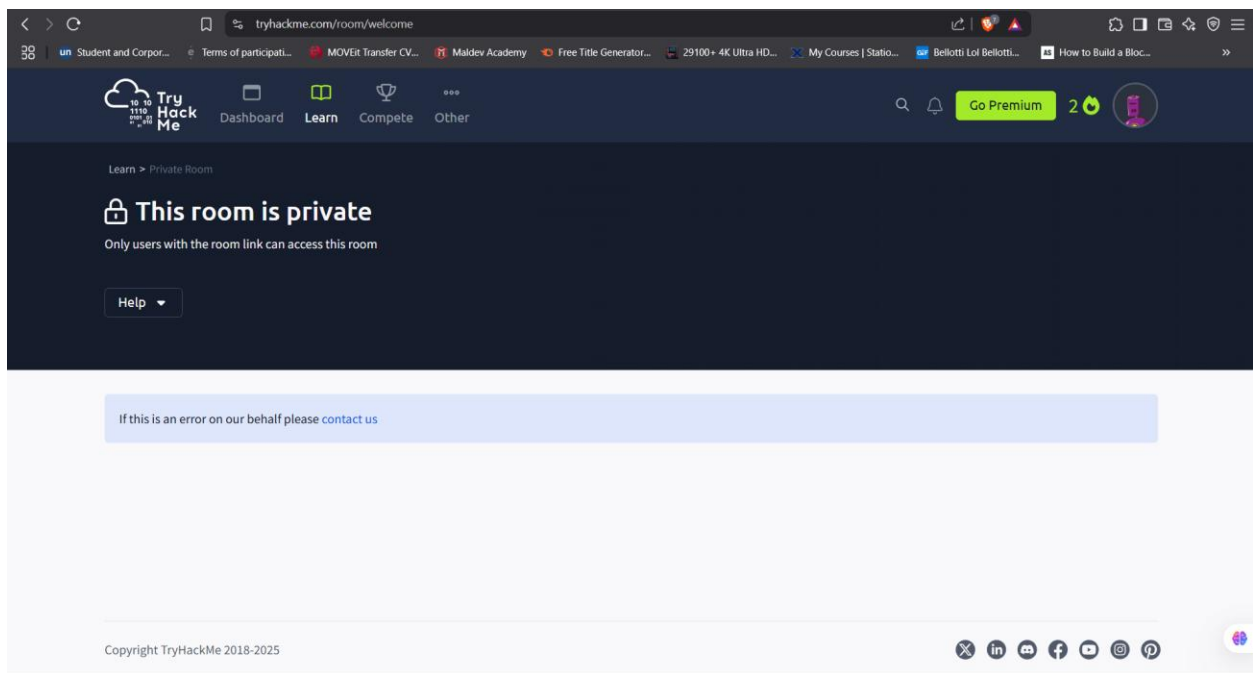 tryhackme.com/room/welcome
un Student and Corpor... e Terms of participati... MOVEit Transfer CV... Maldev Academy Free Title Generator... 29100+ 4K Ultra HD... My Courses | Statio... Bellotti Lol Bellotti... AS How to Build a Bloc... »
Try
Hack
Me
Dashboard Learn Compete Other
Go Premium 2
Learn > Private Room
This room is private
Only users with the room link can access this room
Help
If this is an error on our behalf please contact us
Copyright TryHackMe 2018-2025